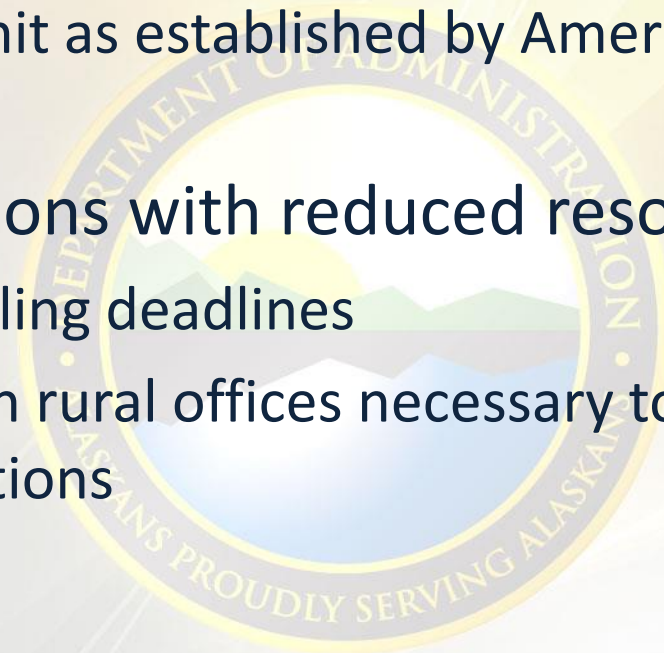 nit as established by Amer
ons with reduced reso
ling deadlines
n rural offices necessary to
tions
DEPARTMENT OF ADMINISTRATION
ALASKANS PROUDLY SERVING ALASKANS